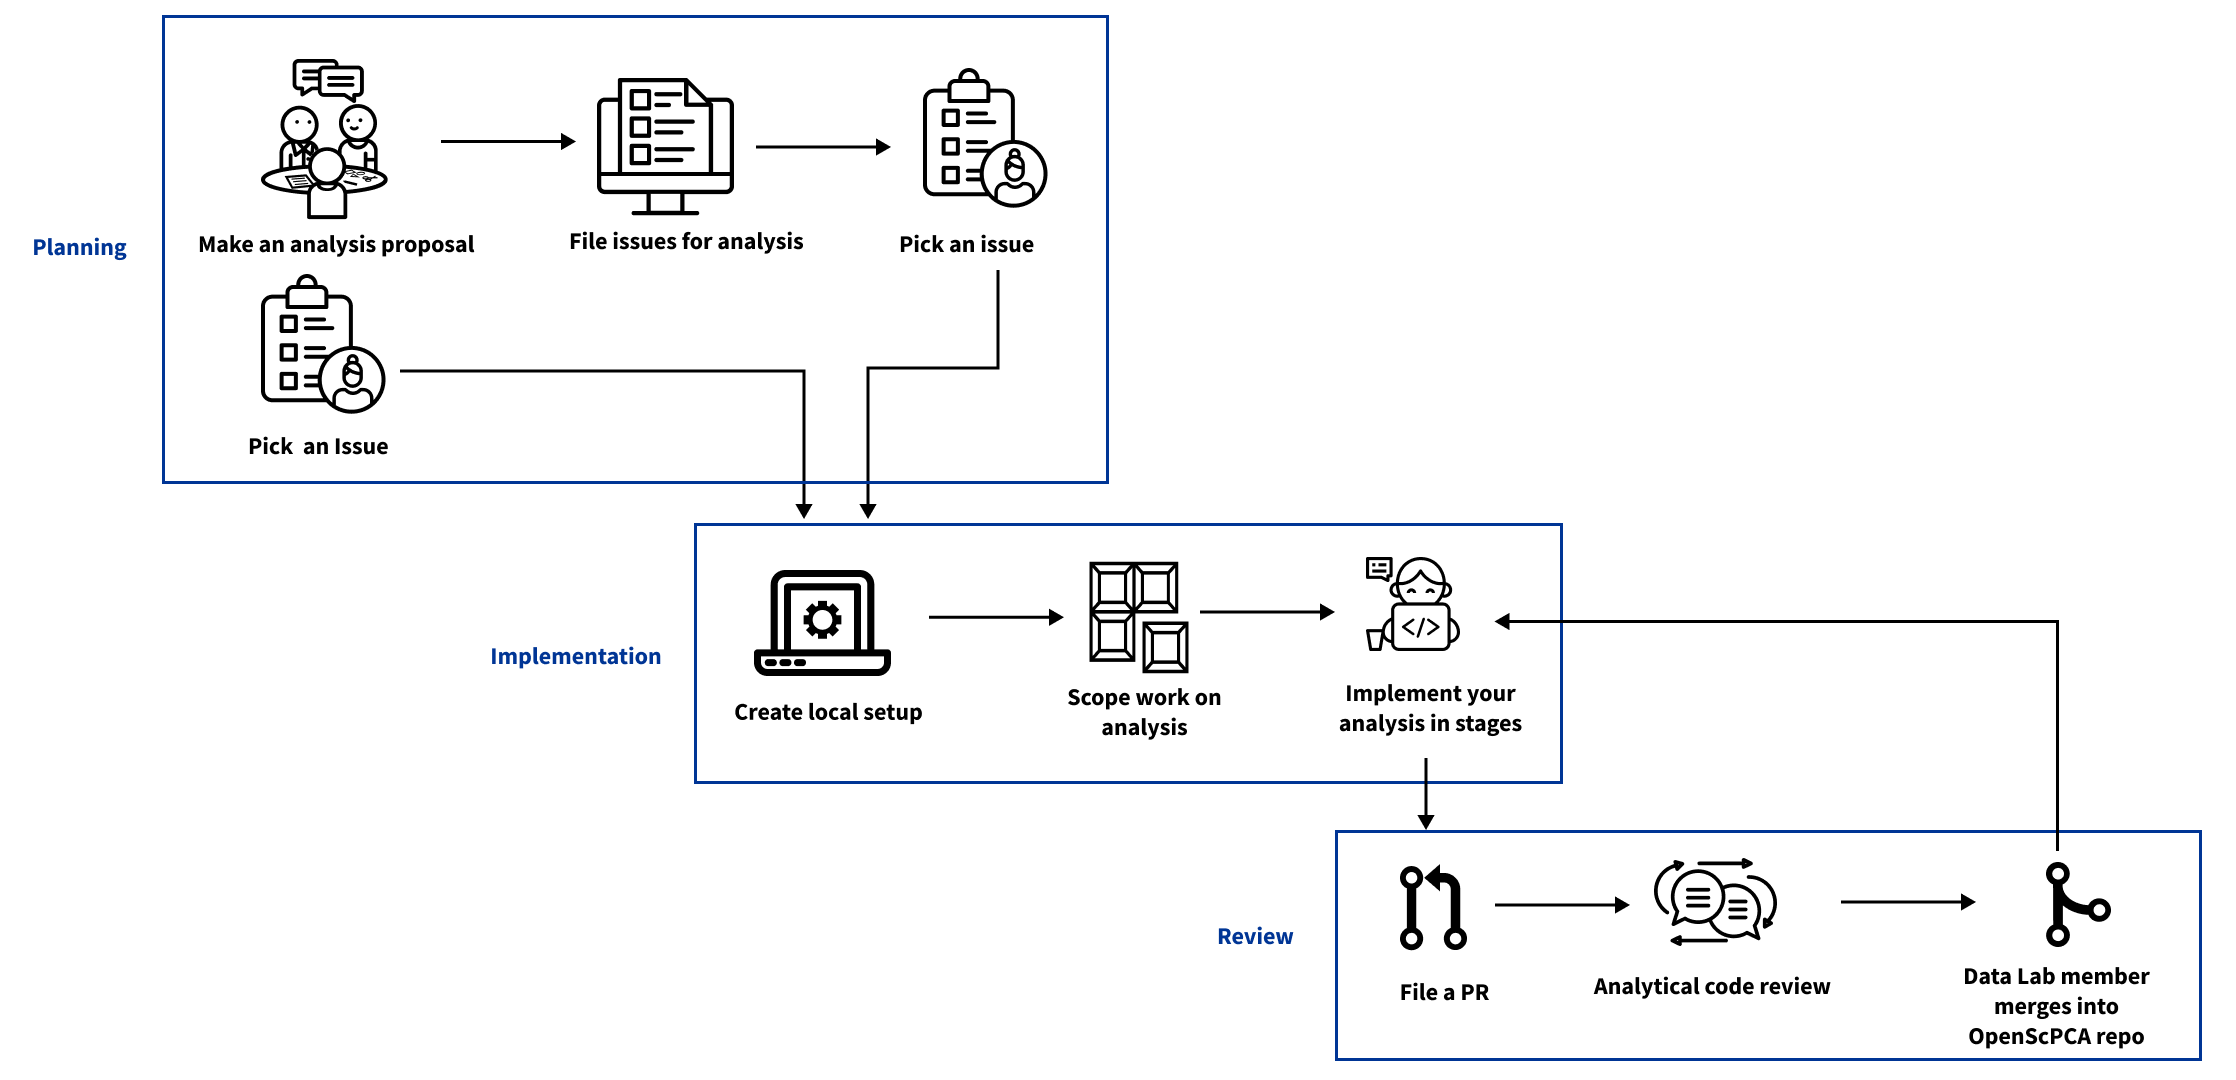 Planning
Make an analysis proposal
File issues for analysis
Pick an issue
Pick  an Issue
Implementation
Create local setup
Scope work on
analysis
Implement your
analysis in stages
</>
Review
File a PR
Analytical code review
Data Lab member
merges into
OpenScPCA repo